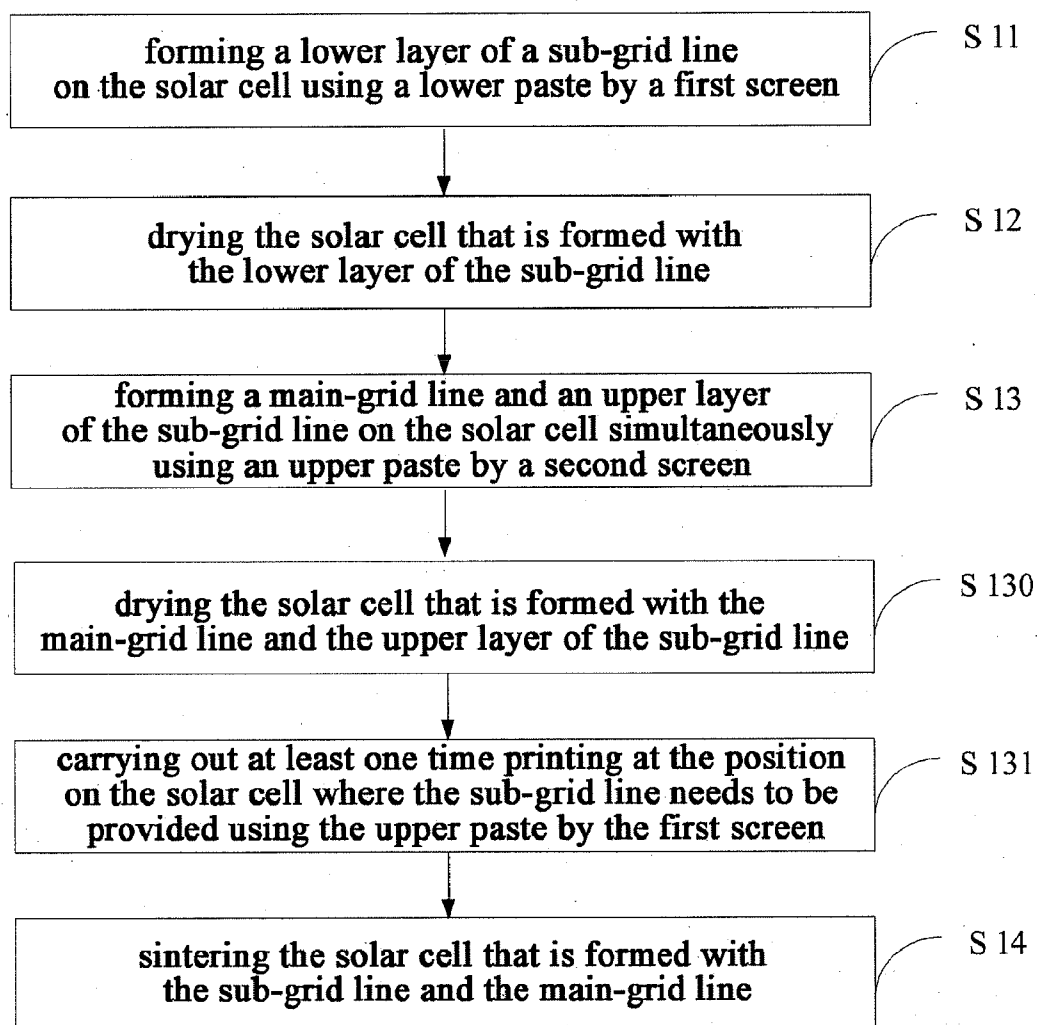 forming a lower layer of a sub-grid line
on the solar cell using a lower paste by a first screen
S 11
drying the solar cell that is formed with
the lower layer of the sub-grid line
S 12
forming a main-grid line and an upper layer
of the sub-grid line on the solar cell simultaneously
using an upper paste by a second screen
S 13
drying the solar cell that is formed with the
main-grid line and the upper layer of the sub-grid line
S 130
carrying out at least one time printing at the position
on the solar cell where the sub-grid line needs to be
provided using the upper paste by the first screen
S 131
sintering the solar cell that is formed with
the sub-grid line and the main-grid line
S 14